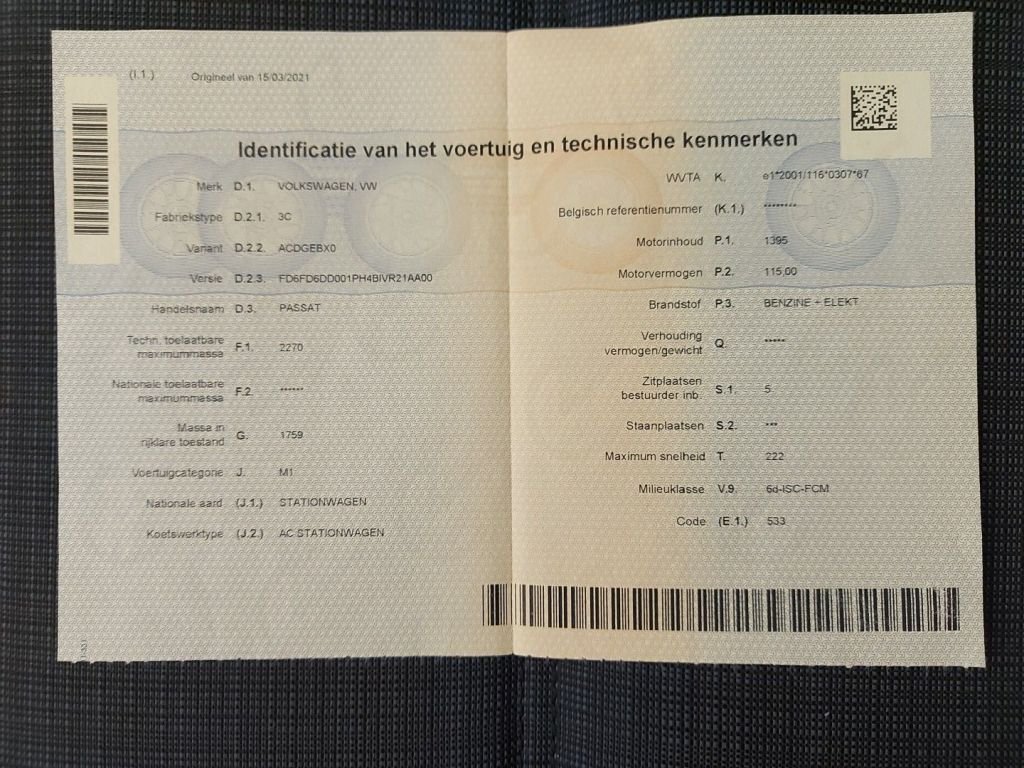 (I.1.) Origineel van 15/03/2021
Identificatie van het voertuig en technische kenmerken
Merk D.1. VOLKSWAGEN, VW
Fabriekstype D.2.1. 3C
Variant D.2.2. ACDGEBX0
Versie D.2.3. FD6FD6DD001PH4BIVR21AA00
Handelsnaam D.3. PASSAT
Techn. toelaatbare
maximummassa F.1. 2270
Nationale toelaatbare
maximummassa F.2. ******
Massa in
rijklare toestand G. 1759
Voertuigcategorie J. M1
Nationale aard (J.1.) STATIONWAGEN
Koetswerktype (J.2.) AC STATIONWAGEN
WVTA K. e1*2001/116*0307*67
Belgisch referentienummer (K.1.) ********
Motorinhoud P.1. 1395
Motorvermogen P.2. 115,00
Brandstof P.3. BENZINE + ELEKT
Verhouding
vermogen/gewicht Q. *****
Zitplaatsen
bestuurder inb. S.1. 5
Staanplaatsen S.2. ***
Maximum snelheid T. 222
Milieuklasse V.9. 6d-ISC-FCM
Code (E.1.) 533